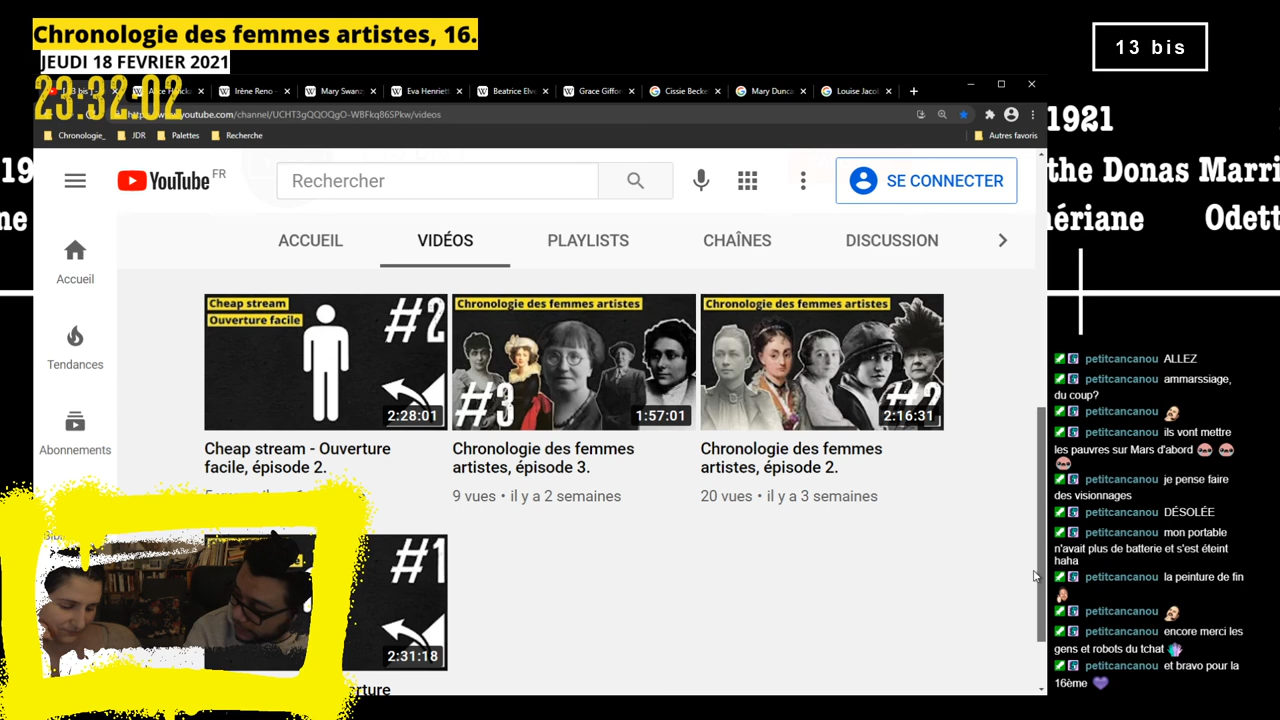 Chronologie des femmes artistes, 16.
JEUDI 18 FEVRIER 2021
23:32:02
13 bis
Irène Reno
Mary Swanz
Eva Henriett
Beatrice Elve
Grace Giffor
Cissie Becke
Mary Dunca
Louise Jaco
youtube.com/channel/UCHT3gQQOQgO-WBFkq86SPkw/videos
Chronologie_
JDR
Palettes
Recherche
Autres favoris
YouTube FR
Rechercher
SE CONNECTER
ACCUEIL
VIDÉOS
PLAYLISTS
CHAÎNES
DISCUSSION
Accueil
Tendances
Abonnements
Cheap stream
Ouverture facile
#2
2:28:01
Cheap stream - Ouverture
facile, épisode 2.
Chronologie des femmes artistes
#3
1:57:01
Chronologie des femmes
artistes, épisode 3.
9 vues • il y a 2 semaines
Chronologie des femmes artistes
#2
2:16:31
Chronologie des femmes
artistes, épisode 2.
20 vues • il y a 3 semaines
#1
2:31:18
erture
19
ne
1921
the Donas Marri
ériane
Odett
petitcancanou ALLEZ
petitcancanou ammarssiage,
du coup?
petitcancanou
petitcancanou ils vont mettre
les pauvres sur Mars d'abord
petitcancanou je pense faire
des visionnages
petitcancanou DÉSOLÉE
petitcancanou mon portable
n'avait plus de batterie et s'est éteint
haha
petitcancanou la peinture de fin
petitcancanou
petitcancanou encore merci les
gens et robots du tchat
petitcancanou et bravo pour la
16ème